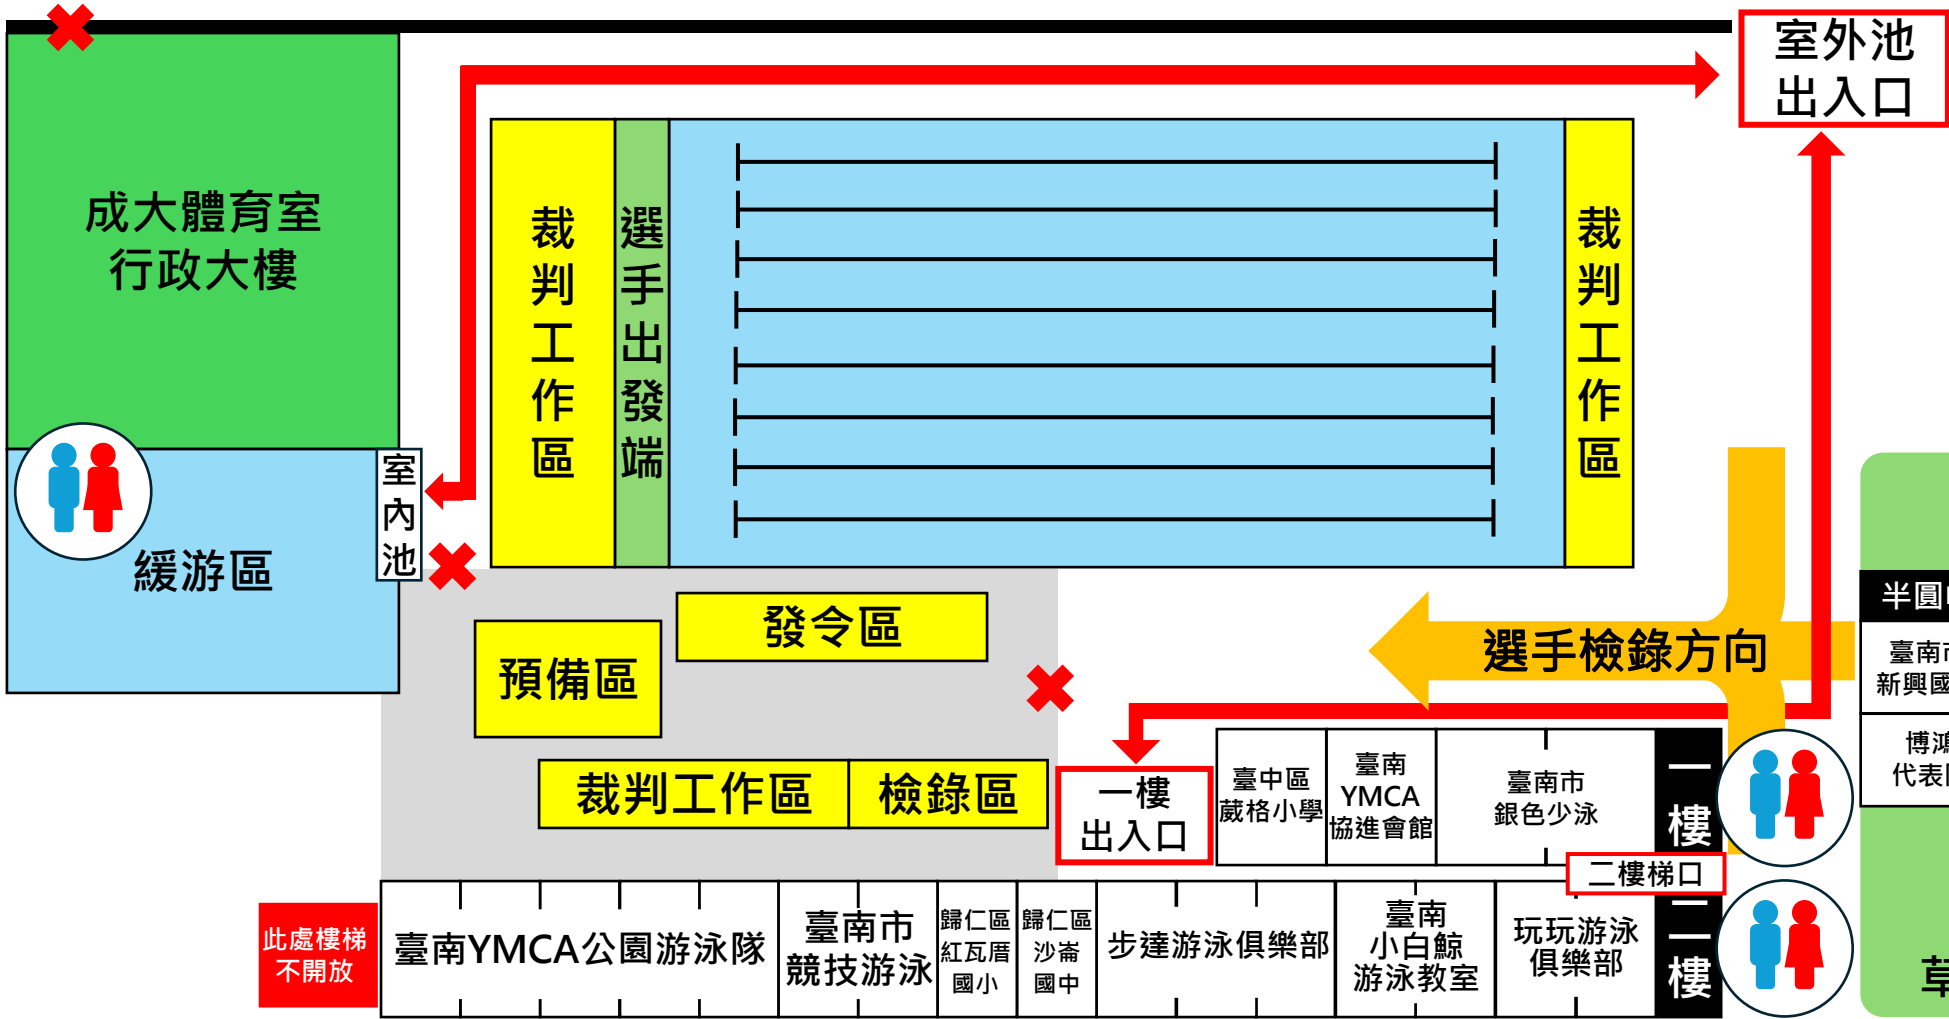 室外池
出入口
成大體育室
行政大樓
裁判工作區
選手出發端
裁判工作區
室內池
緩游區
發令區
預備區
選手檢錄方向
裁判工作區
檢錄區
一樓
出入口
臺中區
葳格小學
臺南
YMCA
協進會館
臺南市
銀色少泳
一樓
二樓梯口
半圓
臺南市
新興國
博鴻
代表隊
此處樓梯
不開放
臺南YMCA公園游泳隊
臺南市
競技游泳
歸仁區
紅瓦厝
國小
歸仁區
沙崙
國中
步達游泳俱樂部
臺南
小白鯨
游泳教室
玩玩游泳
俱樂部
二樓
草